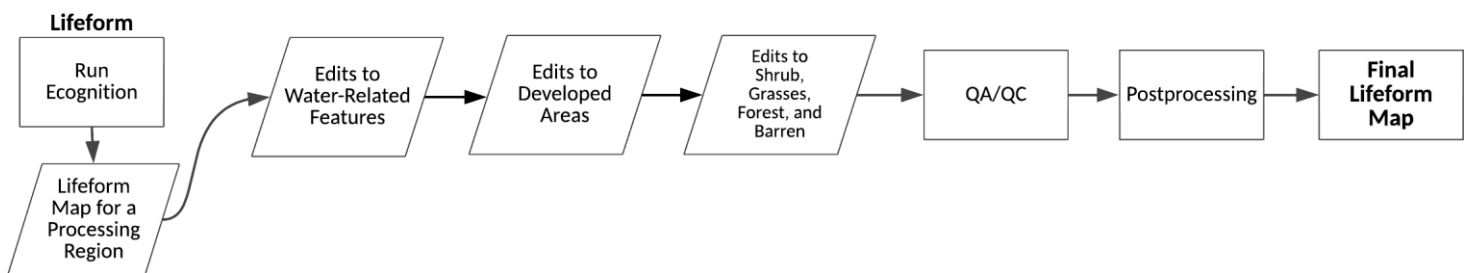 Lifeform
Run
Ecognition
Lifeform
Map for a
Processing
Region
Edits to
Water-Related
Features
Edits to
Developed
Areas
Edits to
Shrub,
Grasses,
Forest, and
Barren
QA/QC
Postprocessing
Final
Lifeform
Map